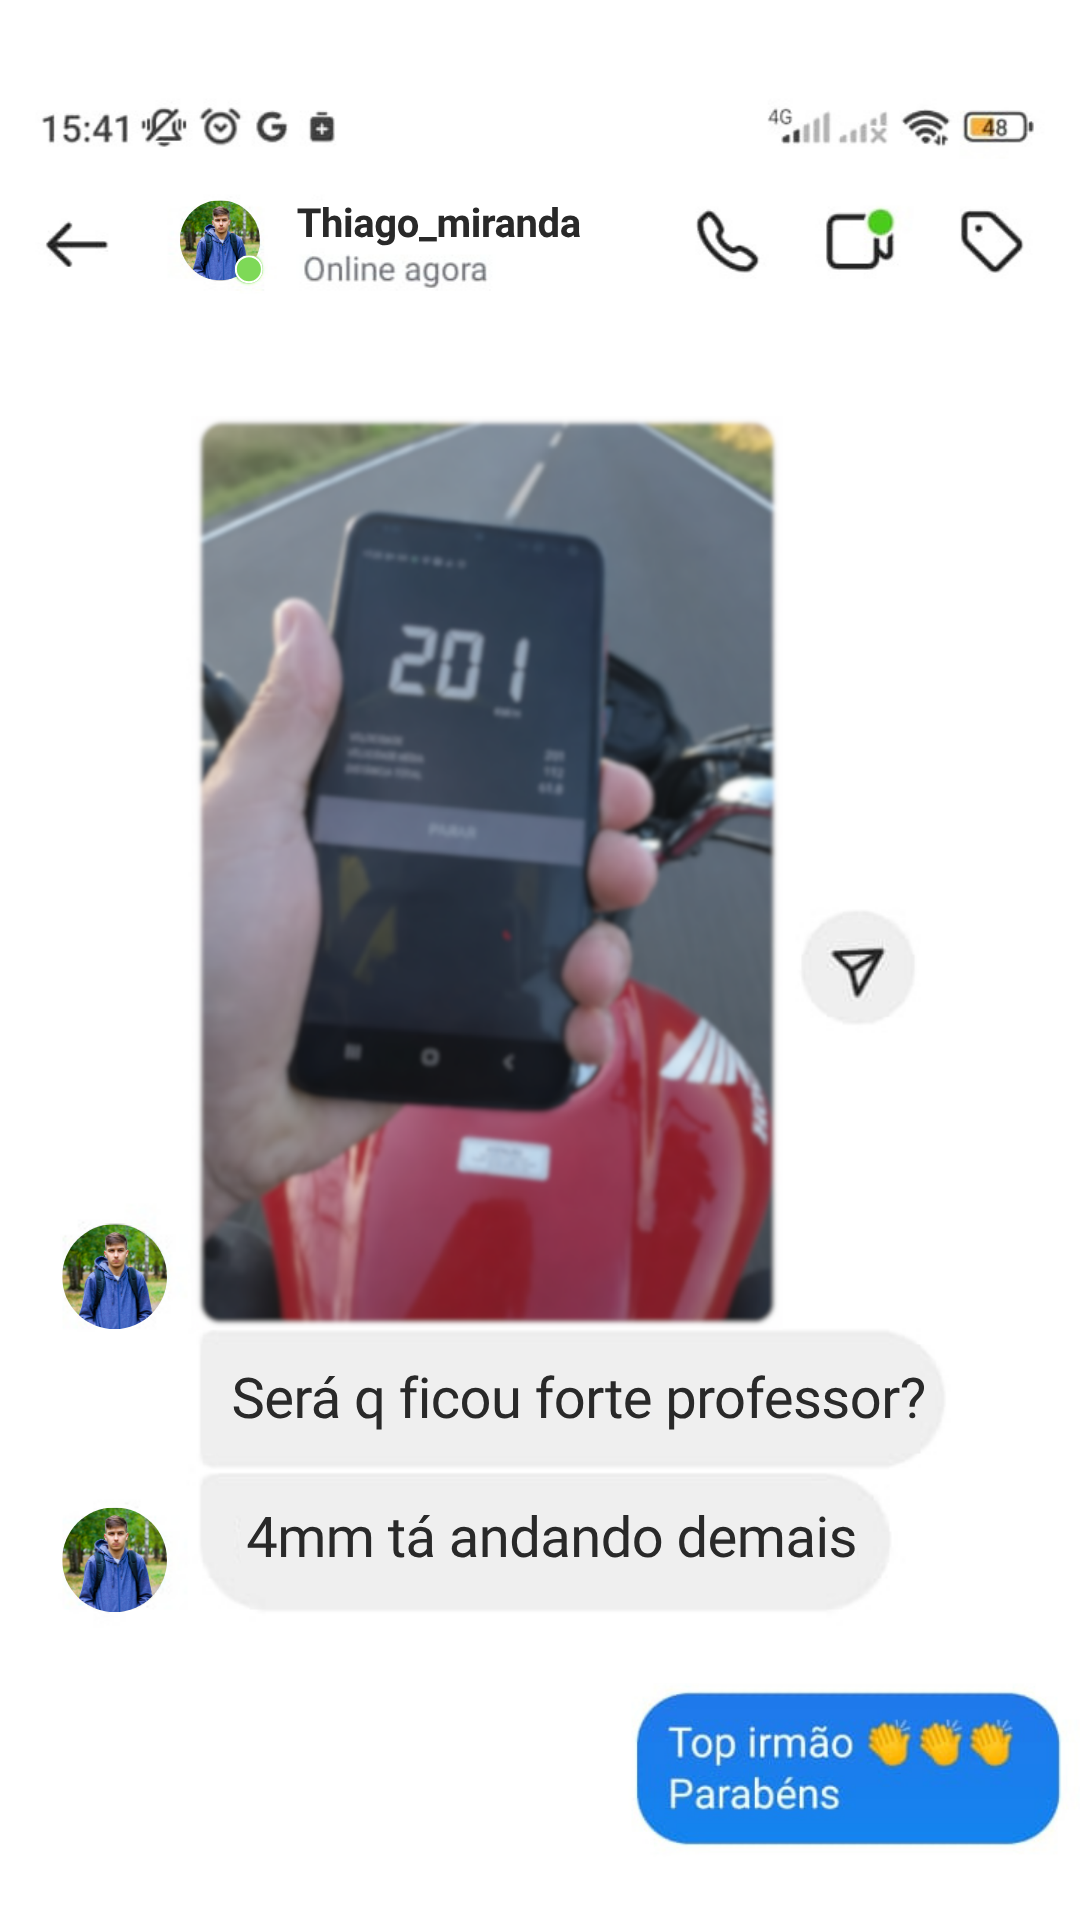 15:41
4G
48
Thiago_miranda
Online agora
201
Será q ficou forte professor?
4mm tá andando demais
Top irmão 👏👏👏
Parabéns